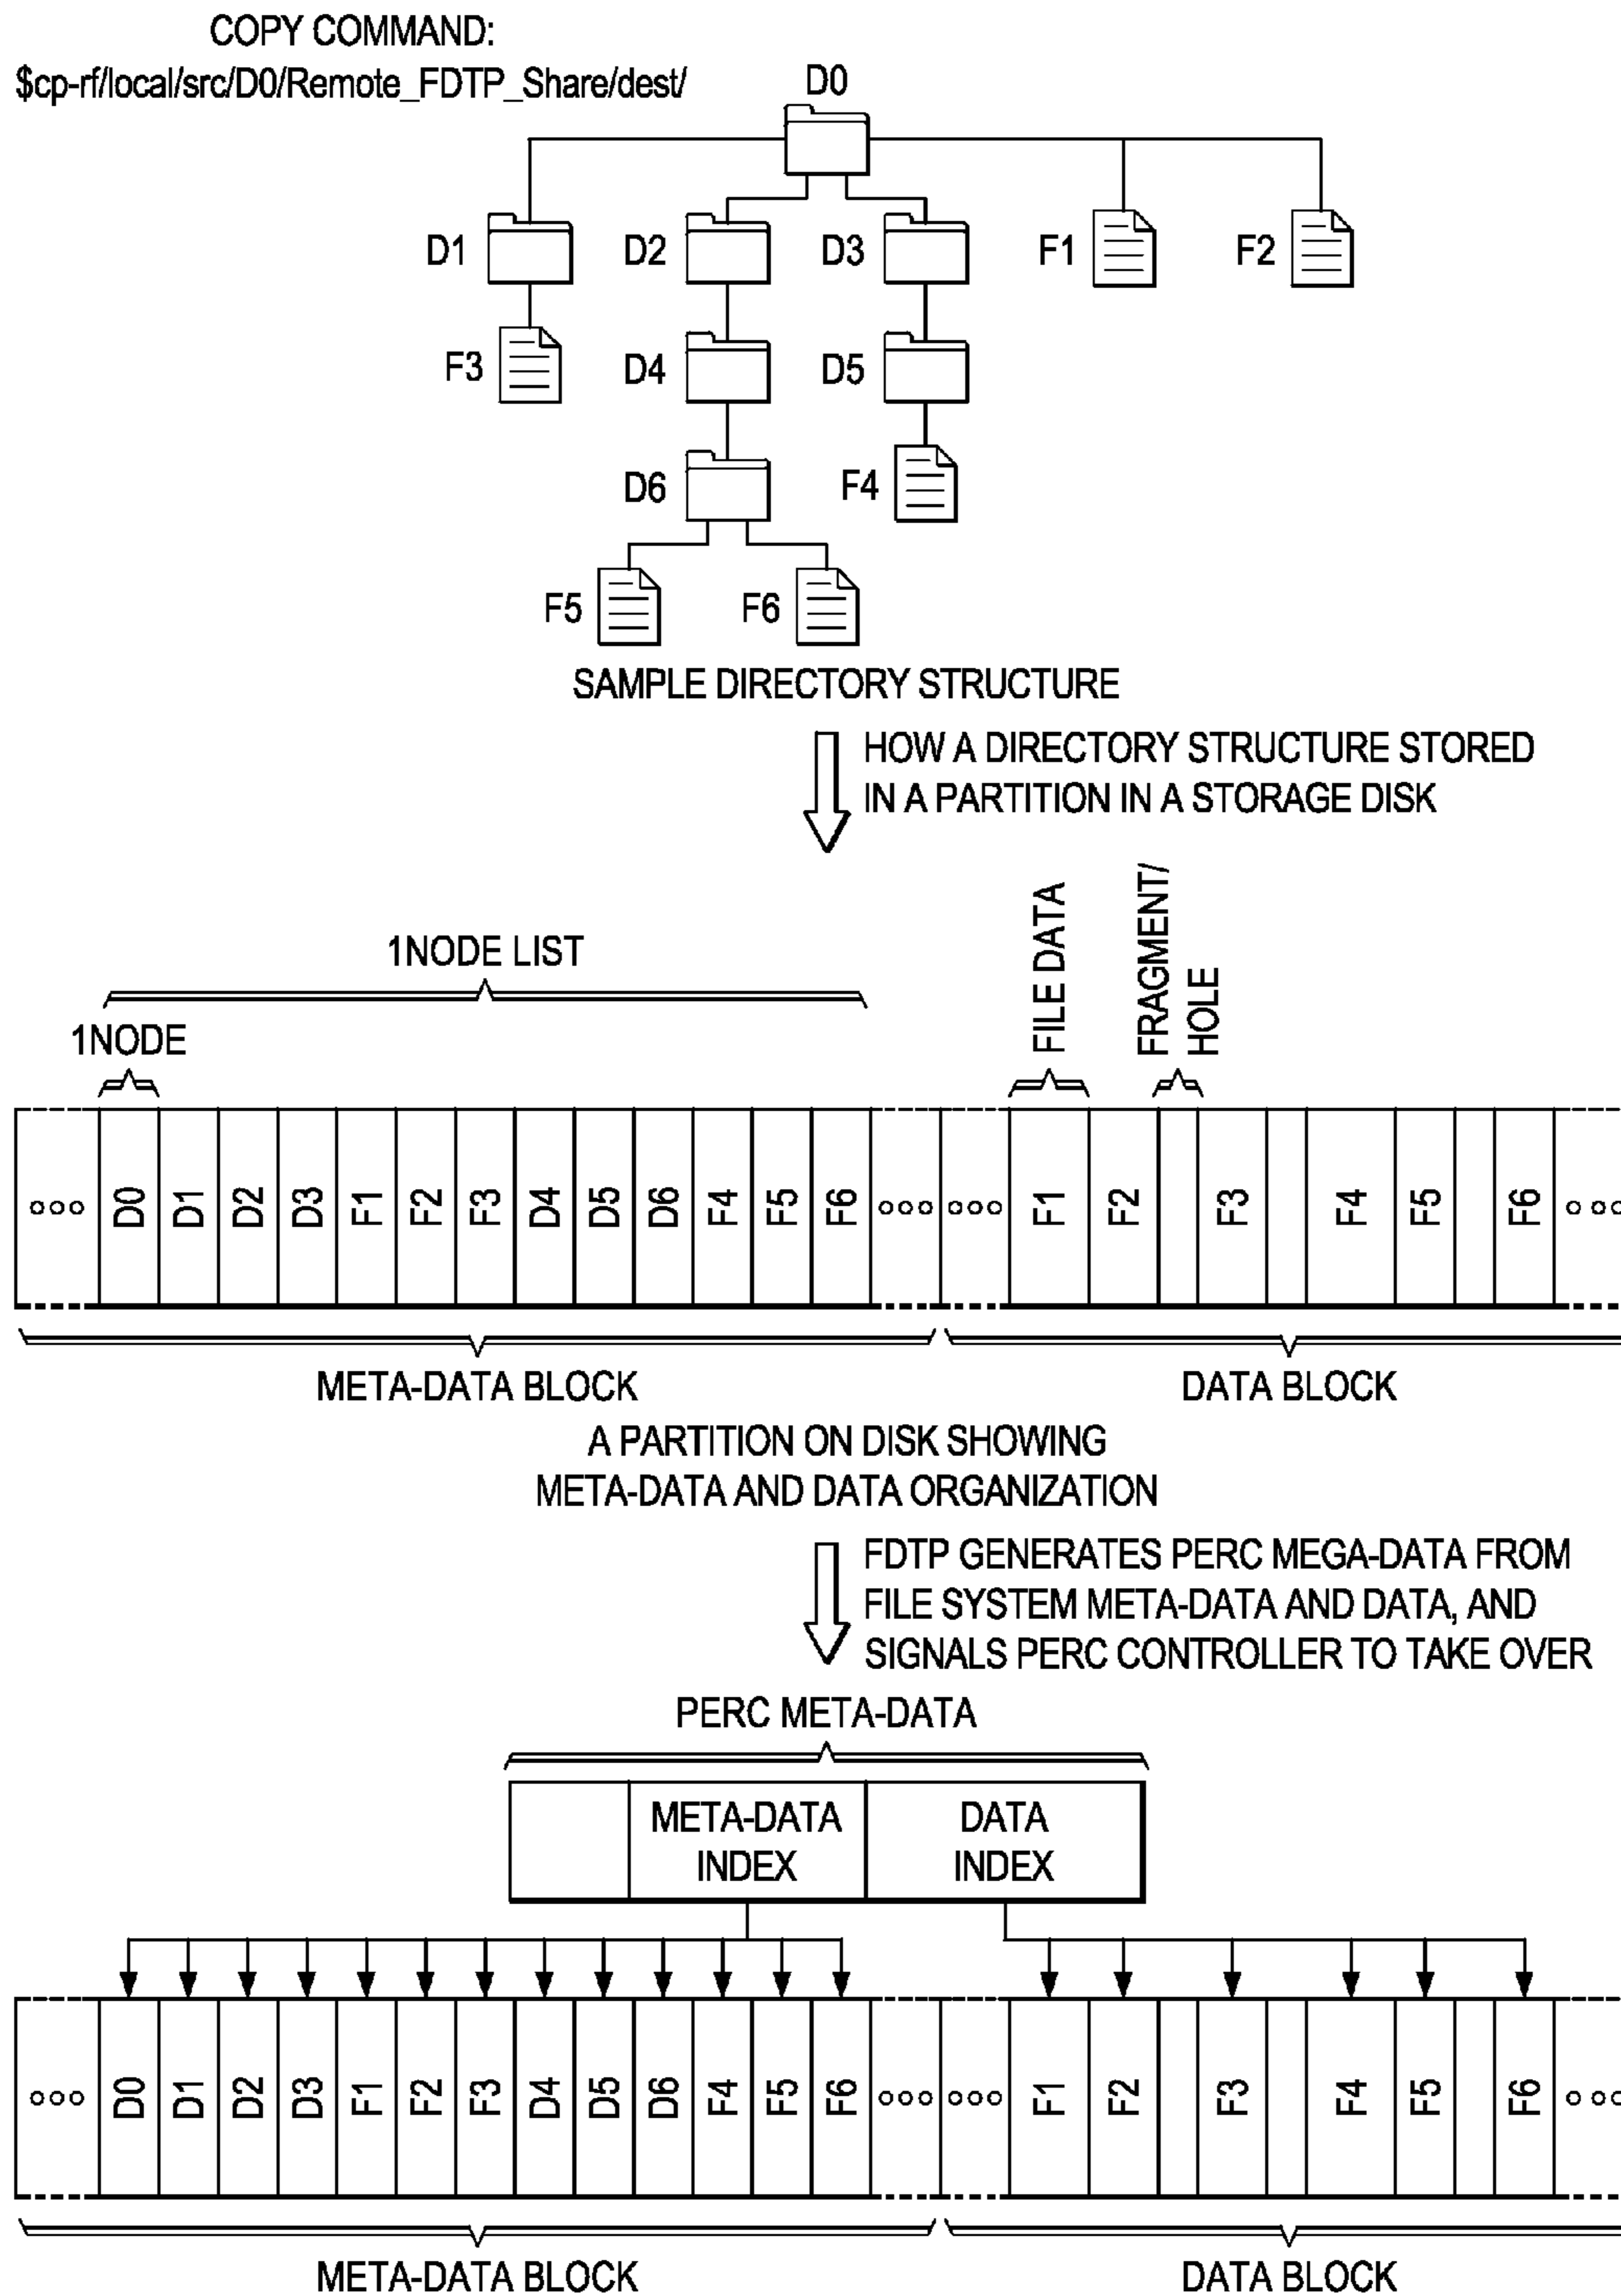 COPY COMMAND:
$cp-rf/local/src/D0/Remote_FDTP_Share/dest/
D0
D1 D2 D3 F1 F2
F3 D4 D5
D6 F4
F5 F6
SAMPLE DIRECTORY STRUCTURE
HOW A DIRECTORY STRUCTURE STORED
IN A PARTITION IN A STORAGE DISK
1NODE LIST
1NODE
FILE DATA
FRAGMENT/
HOLE
D0 D1 D2 D3 F1 F2 F3 D4 D5 D6 F4 F5 F6 F1 F2 F3 F4 F5 F6
META-DATA BLOCK DATA BLOCK
A PARTITION ON DISK SHOWING
META-DATA AND DATA ORGANIZATION
FDTP GENERATES PERC MEGA-DATA FROM
FILE SYSTEM META-DATA AND DATA, AND
SIGNALS PERC CONTROLLER TO TAKE OVER
PERC META-DATA
META-DATA DATA
INDEX INDEX
D0 D1 D2 D3 F1 F2 F3 D4 D5 D6 F4 F5 F6 F1 F2 F3 F4 F5 F6
META-DATA BLOCK DATA BLOCK